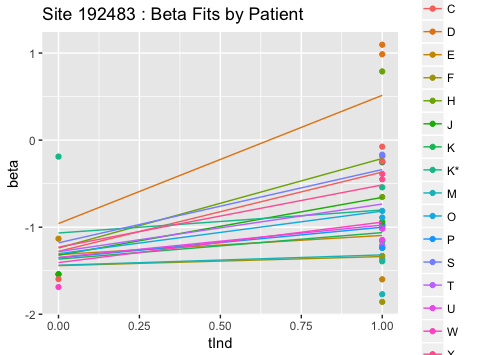 Site 192483 : Beta Fits by Patient
beta
1
0
-1
-2
0.00 0.25 0.50 0.75 1.00
tInd
C
D
E
F
H
J
K
K*
M
O
P
S
T
U
W